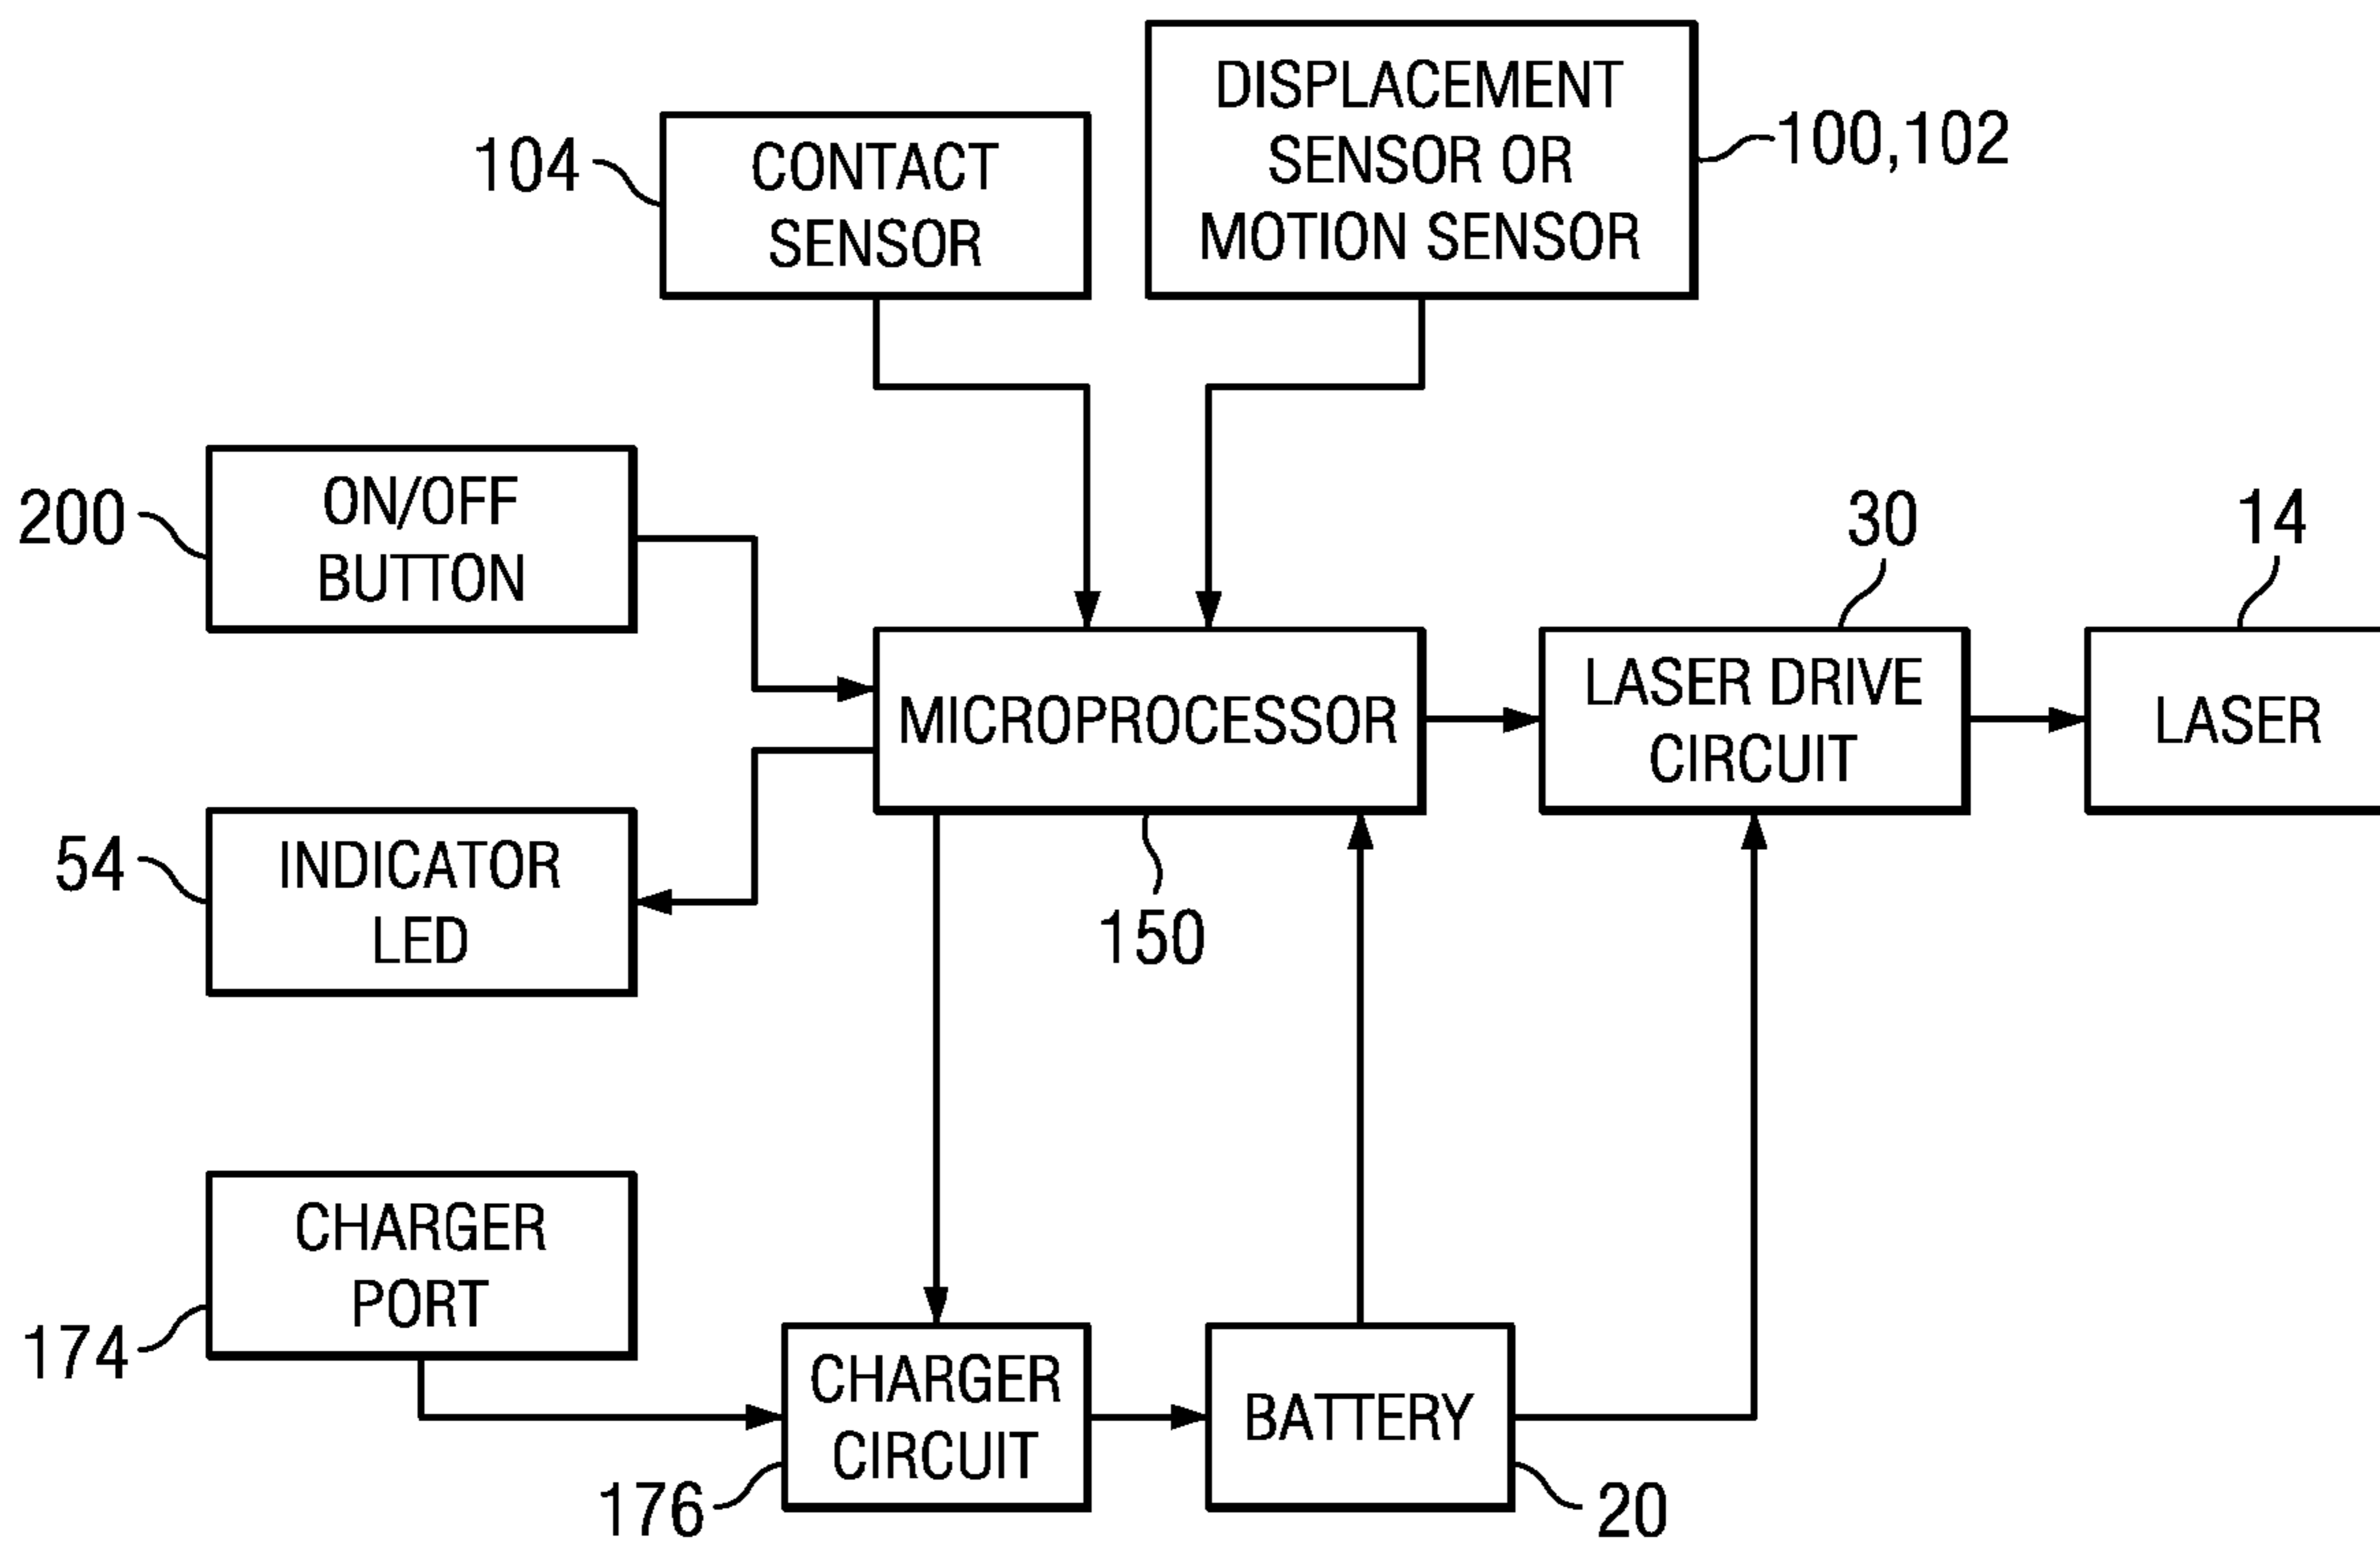 DISPLACEMENT
SENSOR OR
MOTION SENSOR
100,102
CONTACT
SENSOR
104
ON/OFF
BUTTON
200
30
14
MICROPROCESSOR
LASER DRIVE
CIRCUIT
LASER
INDICATOR
LED
54
150
CHARGER
PORT
174
CHARGER
CIRCUIT
176
BATTERY
20